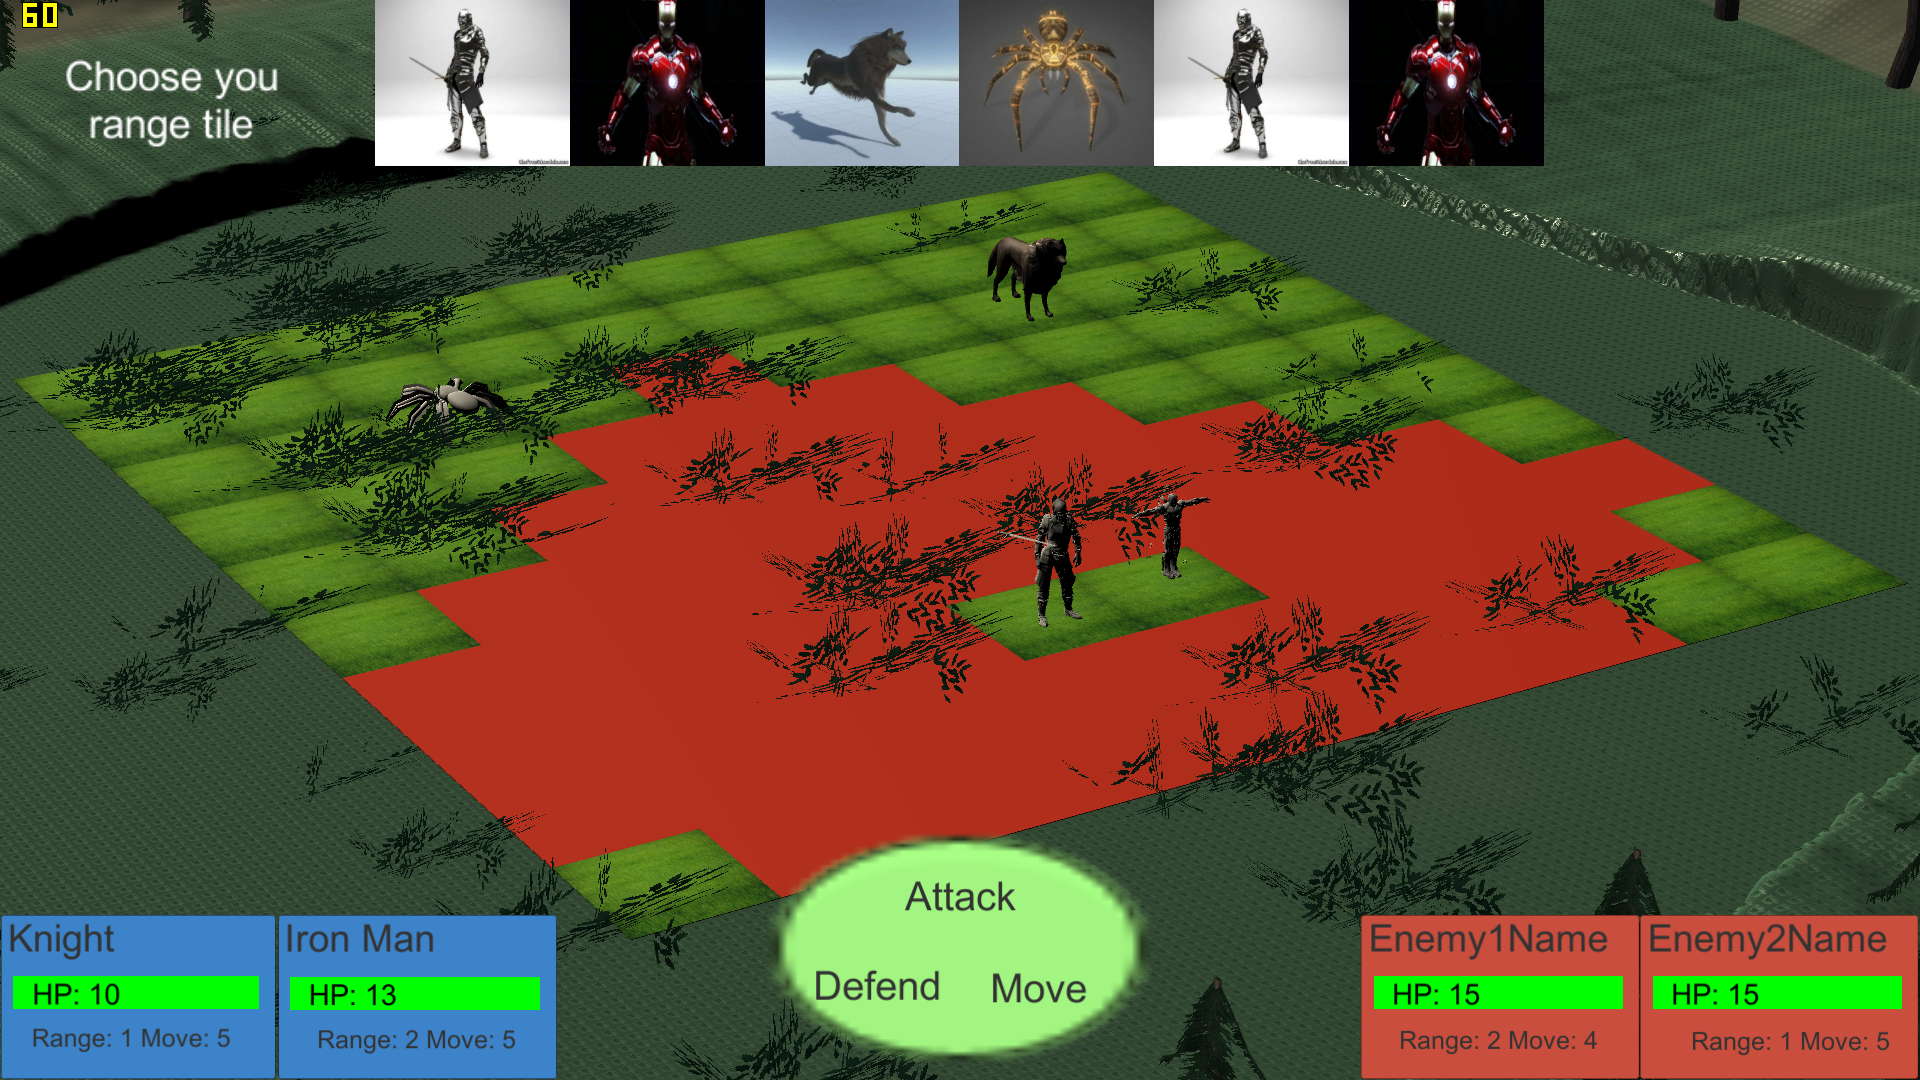 60
Choose you
range tile
Attack
Defend Move
Knight
HP: 10
Range: 1 Move: 5
Iron Man
HP: 13
Range: 2 Move: 5
Enemy1Name
HP: 15
Range: 2 Move: 4
Enemy2Name
HP: 15
Range: 1 Move: 5